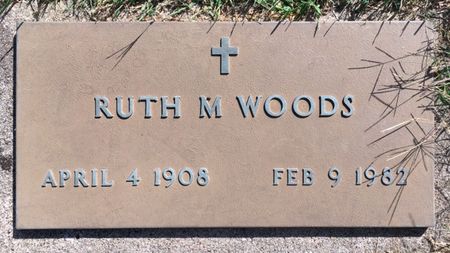 RUTH M WOODS
APRIL 4 1908 FEB 9 1982